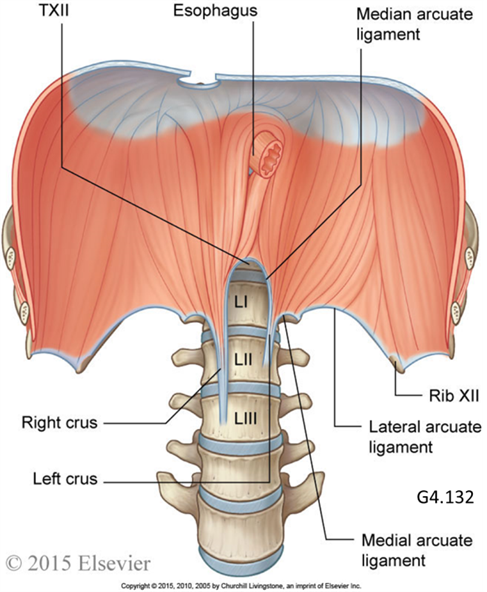 TXII
Esophagus
Median arcuate
ligament
LI
LII
LIII
Right crus
Left crus
Rib XII
Lateral arcuate
ligament
G4.132
Medial arcuate
ligament
© 2015 Elsevier
Copyright © 2015, 2010, 2005 by Churchill Livingstone, an imprint of Elsevier Inc.